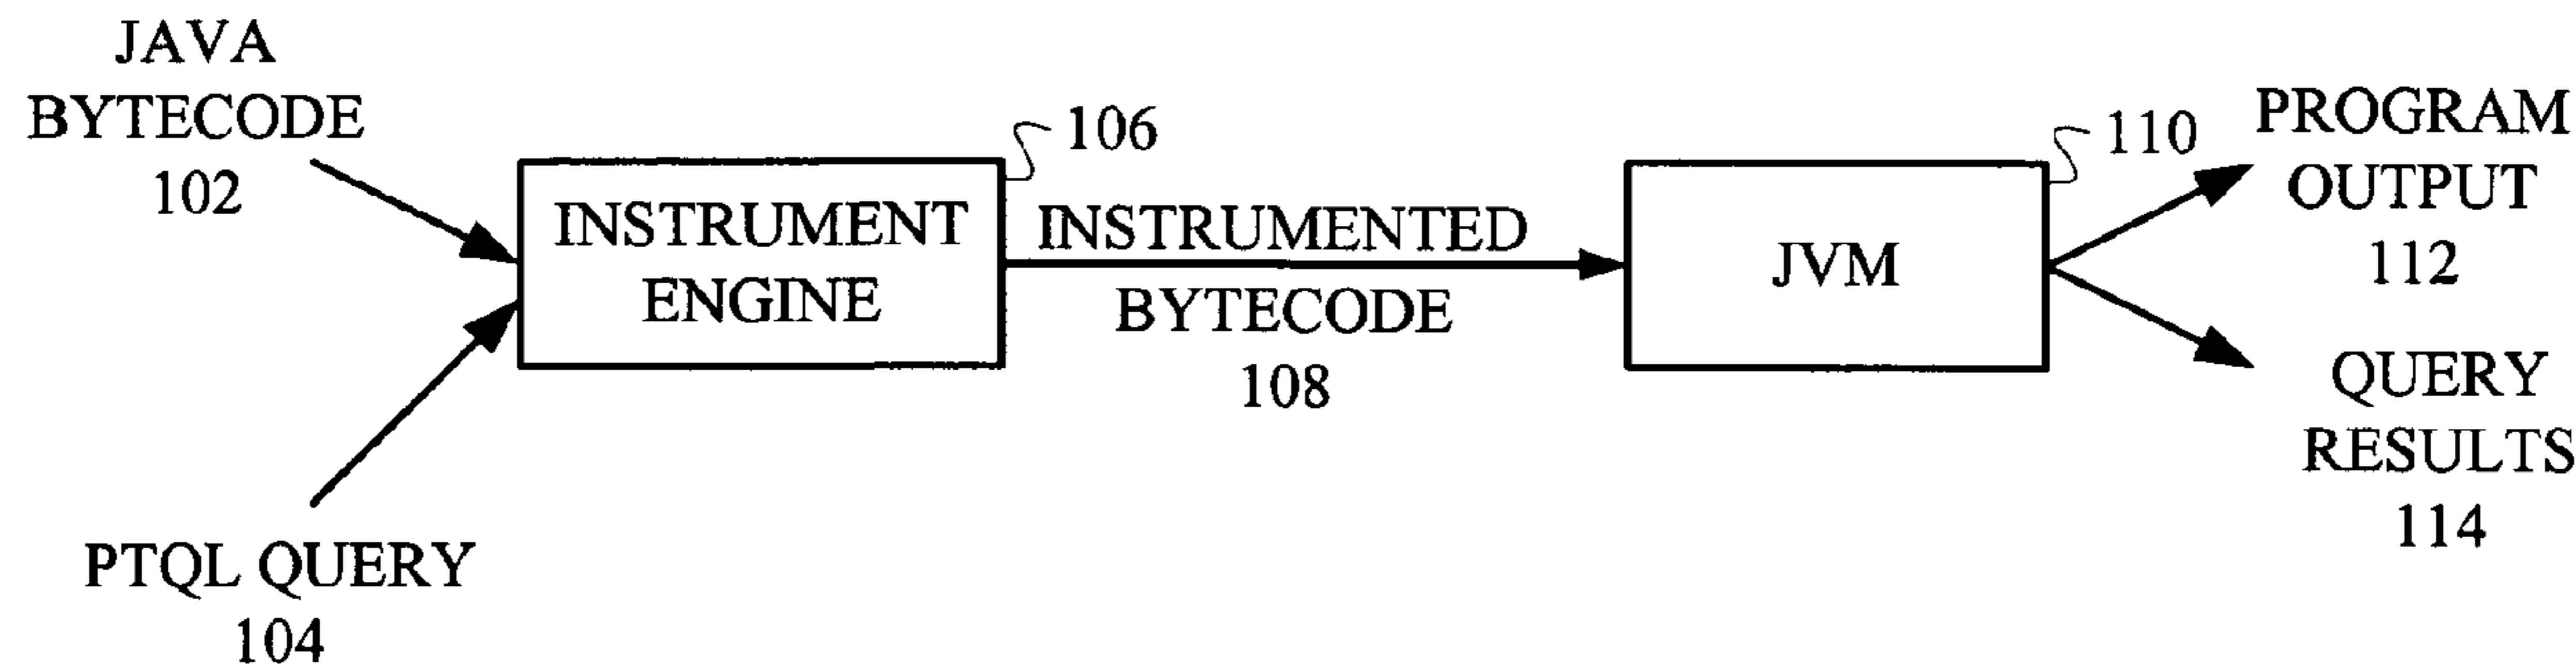 JAVA
BYTECODE
102
PTQL QUERY
104
106
INSTRUMENT
ENGINE
INSTRUMENTED
BYTECODE
108
110
JVM
PROGRAM
OUTPUT
112
QUERY
RESULTS
114